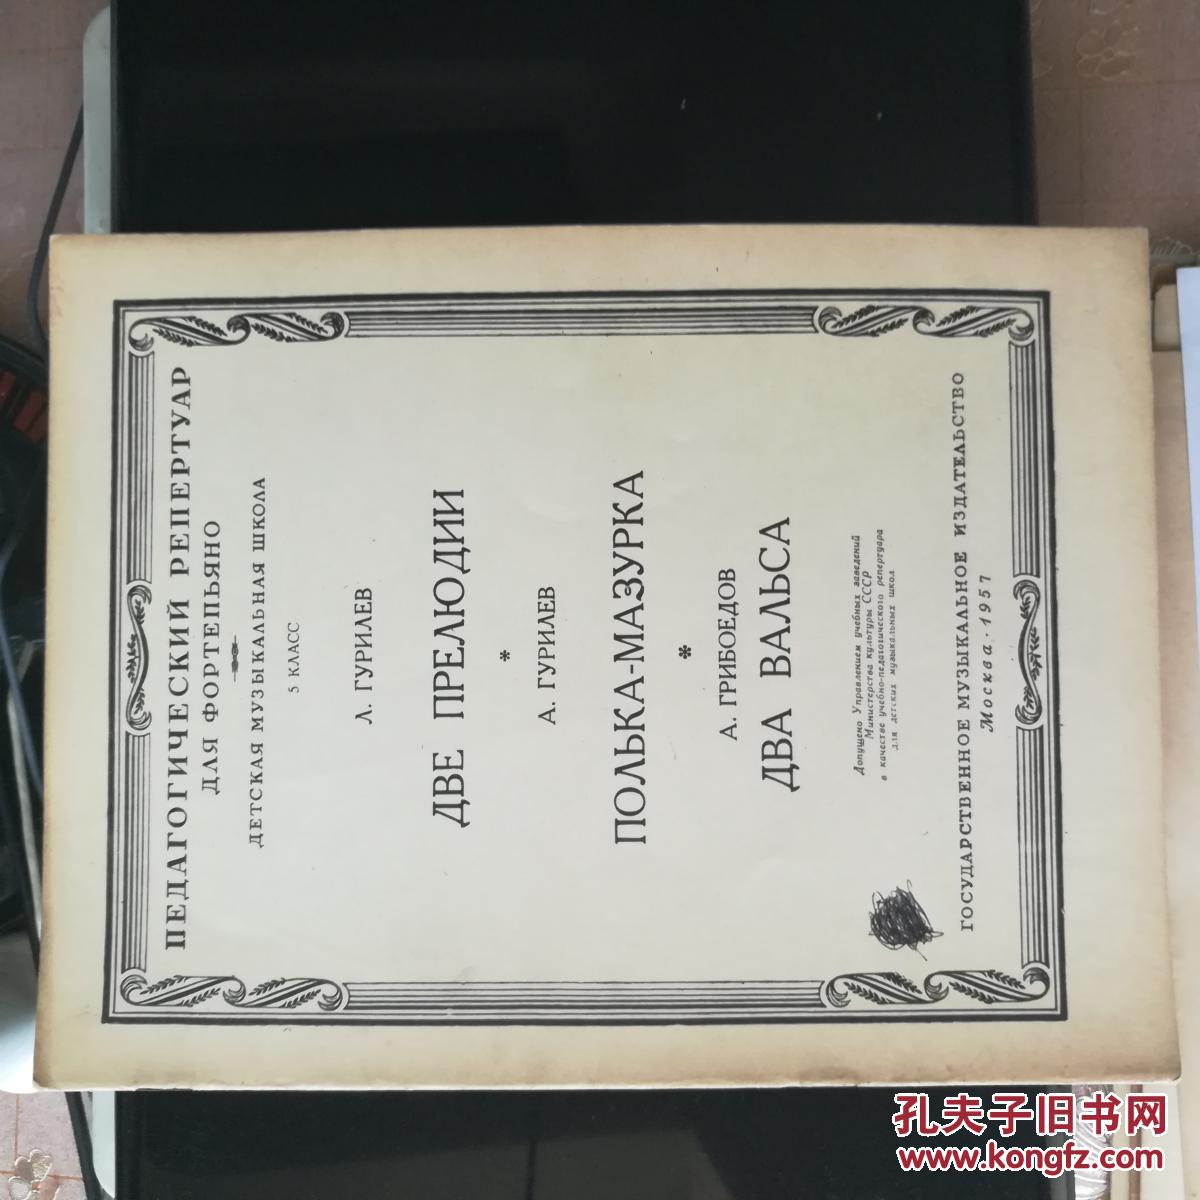 ПЕДАГОГИЧЕСКИЙ РЕПЕРТУАР
ДЛЯ ФОРТЕПЬЯНО
ДЕТСКАЯ МУЗЫКАЛЬНАЯ ШКОЛА
5 КЛАСС
Л. ГУРИЛЕВ
ДВЕ ПРЕЛЮДИИ
*
А. ГУРИЛЕВ
ПОЛЬКА-МАЗУРКА
*
А. ГРИБОЕДОВ
ДВА ВАЛЬСА
Допущено Управлением учебных заведений
Министерства культуры СССР
в качестве учебно-педагогического репертуара
для детских музыкальных школ
ГОСУДАРСТВЕННОЕ МУЗЫКАЛЬНОЕ ИЗДАТЕЛЬСТВО
Москва · 1957
孔夫子旧书网
www.kongfz.com